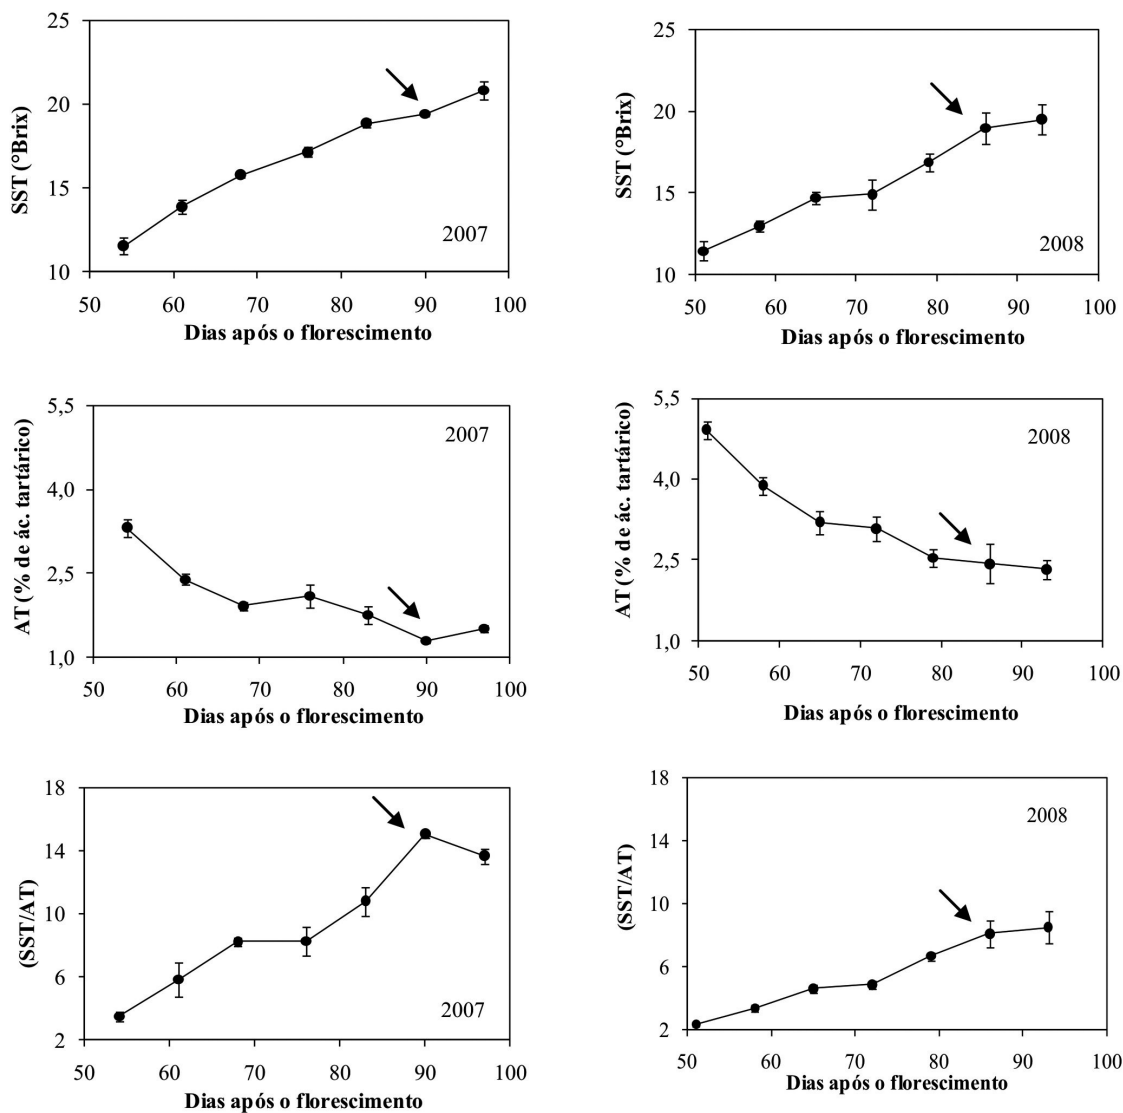 25
20
15
10
SST (°Brix)
2007
50 60 70 80 90 100
Dias após o florescimento
25
20
15
10
SST (°Brix)
2008
50 60 70 80 90 100
Dias após o florescimento
5,5
4,0
2,5
1,0
AT (% de ác. tartárico)
2007
50 60 70 80 90 100
Dias após o florescimento
5,5
4,0
2,5
1,0
AT (% de ác. tartárico)
2008
50 60 70 80 90 100
Dias após o florescimento
18
14
10
6
2
(SST/AT)
2007
50 60 70 80 90 100
Dias após o florescimento
18
14
10
6
2
(SST/AT)
2008
50 60 70 80 90 100
Dias após o florescimento